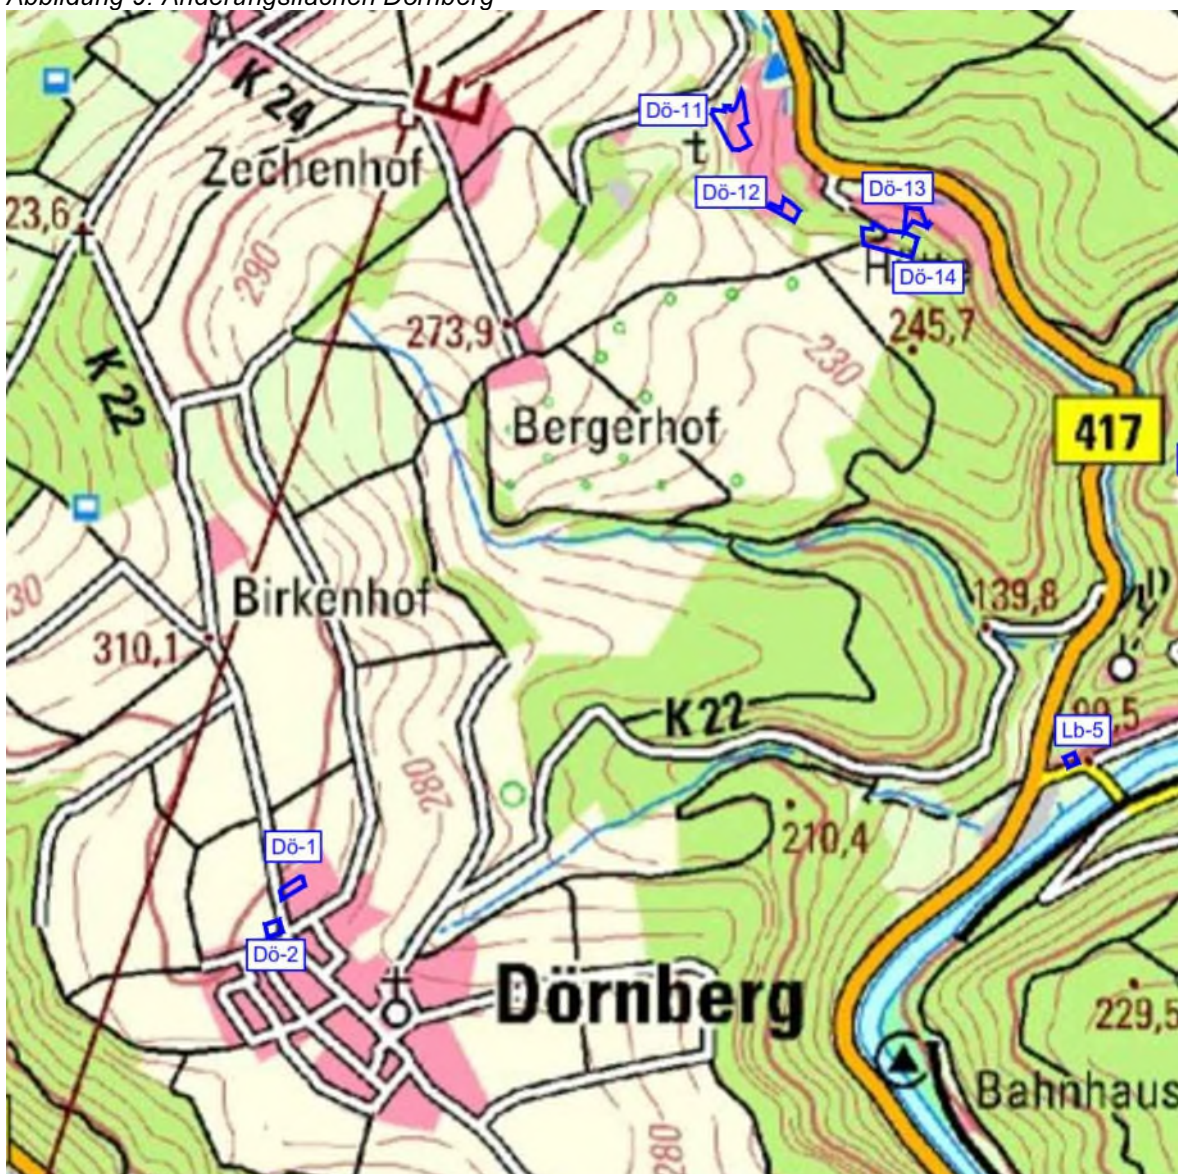 Abbildung 9: Änderungsflächen Dörnberg
K 24
Dö-11
Zechenhof
Dö-12
Dö-13
23,6
290
Dö-14
273,9
245,7
K 22
230
Bergerhof
417
30
Birkenhof
139,8
310,1
K 22
Lb-5
280
210,4
Dö-1
Dö-2
Dörnberg
229,5
Bahnhaus
280